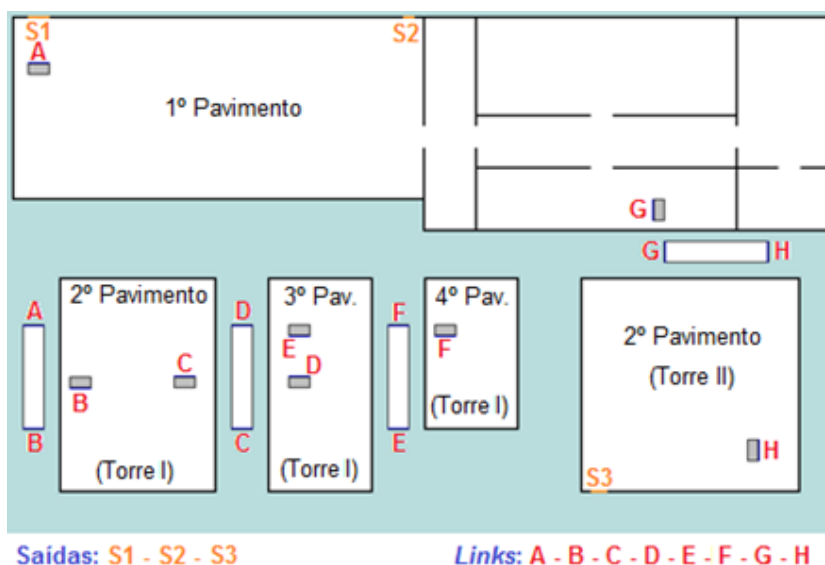 S1 S2
A
1º Pavimento
G
G H
2º Pavimento 3º Pav. 4º Pav.
A D F
E F
2º Pavimento
C D
(Torre II)
B
(Torre I)
B C E
H
(Torre I) (Torre I)
S3
Saídas: S1 - S2 - S3 Links: A - B - C - D - E - F - G - H